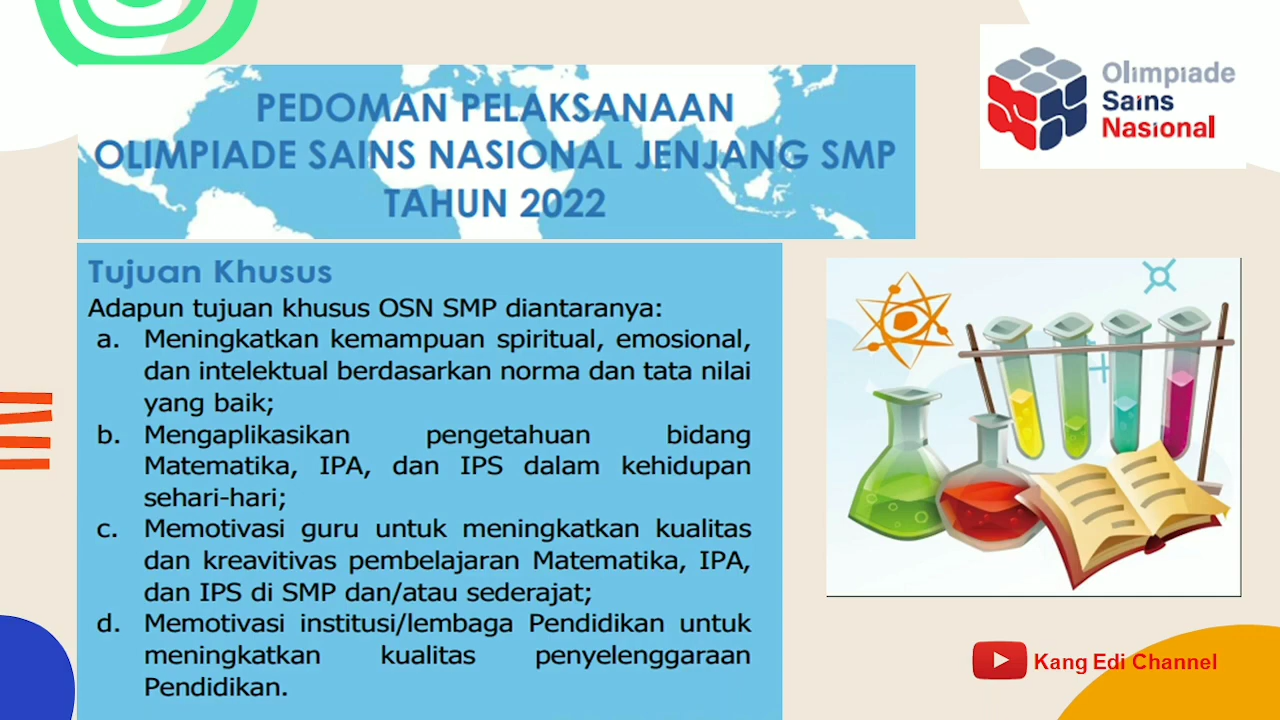 PEDOMAN PELAKSANAAN
OLIMPIADE SAINS NASIONAL JENJANG SMP
TAHUN 2022
Olimpiade
Sains
Nasional
Tujuan Khusus
Adapun tujuan khusus OSN SMP diantaranya:
a. Meningkatkan kemampuan spiritual, emosional,
dan intelektual berdasarkan norma dan tata nilai
yang baik;
b. Mengaplikasikan pengetahuan bidang
Matematika, IPA, dan IPS dalam kehidupan
sehari-hari;
c. Memotivasi guru untuk meningkatkan kualitas
dan kreavitivas pembelajaran Matematika, IPA,
dan IPS di SMP dan/atau sederajat;
d. Memotivasi institusi/lembaga Pendidikan untuk
meningkatkan kualitas penyelenggaraan
Pendidikan.
Kang Edi Channel